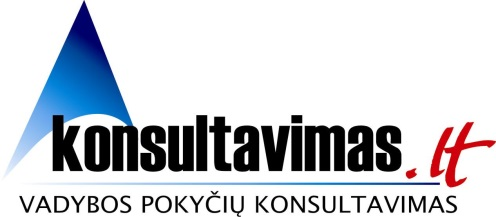 konsultavimas.lt
VADYBOS POKYČIŲ KONSULTAVIMAS